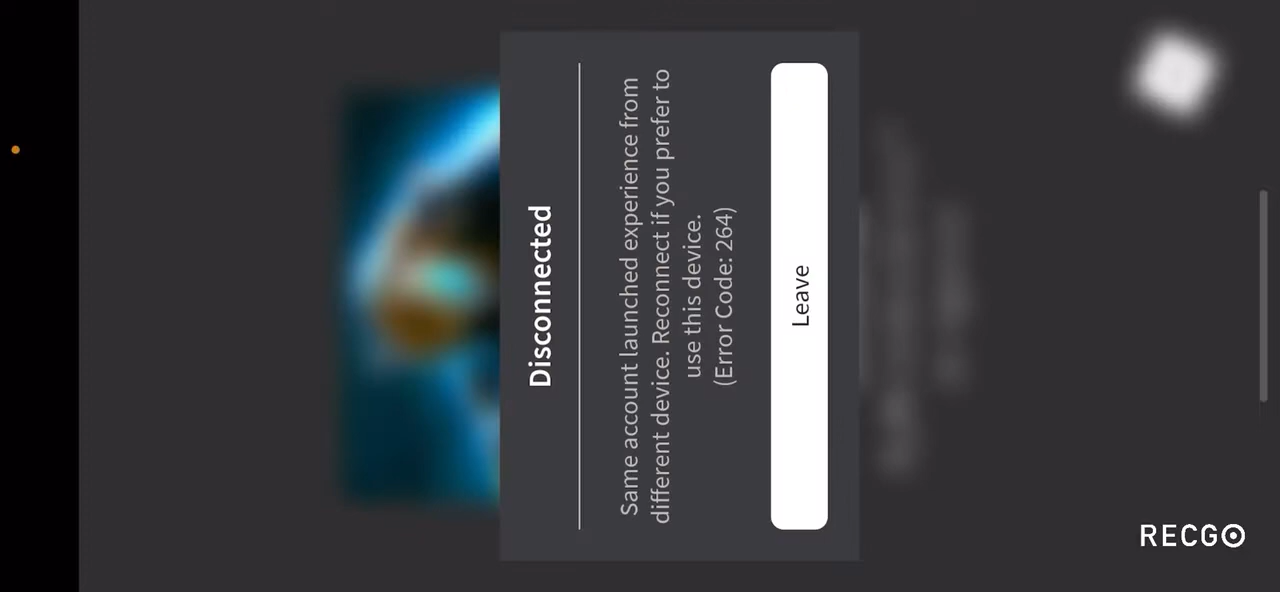 Disconnected
Same account launched experience from
different device. Reconnect if you prefer to
use this device.
(Error Code: 264)
Leave
RECGO